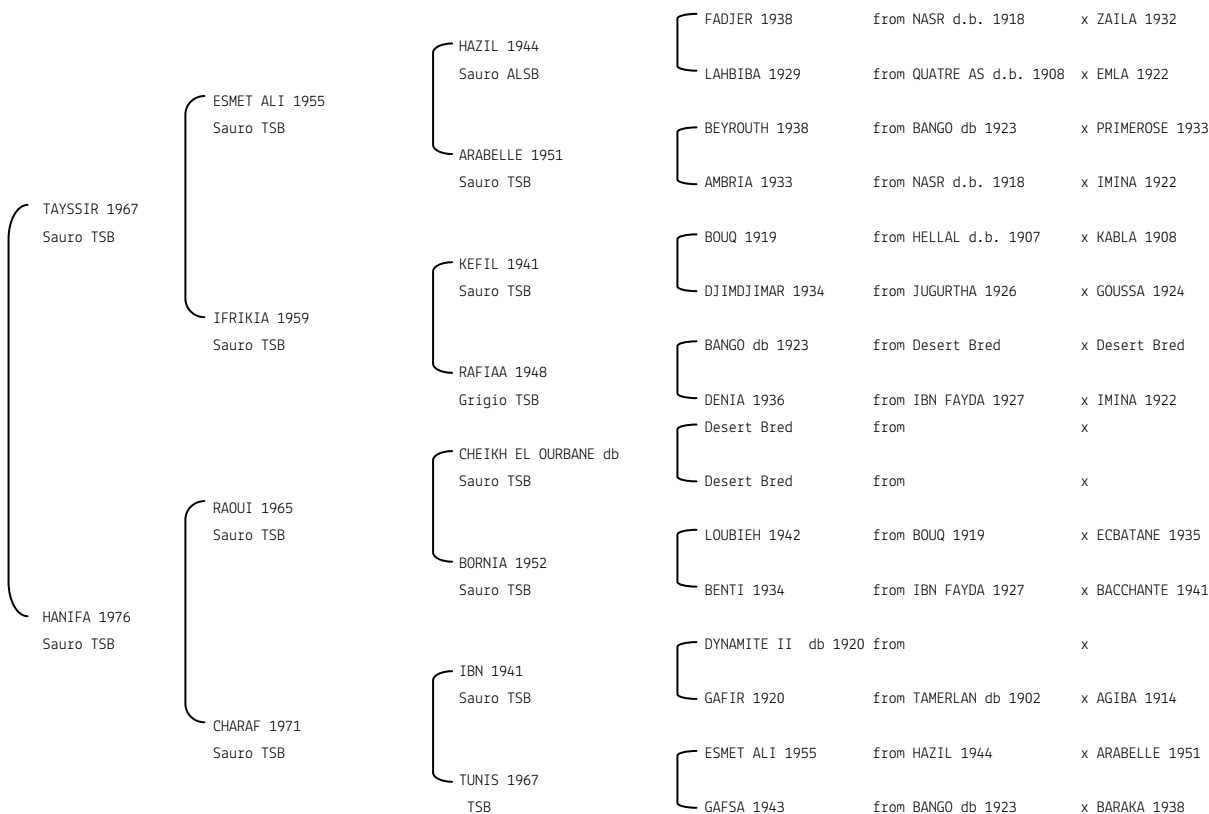 FADJER 1938 from NASR d.b. 1918 x ZAILA 1932
HAZIL 1944
Sauro ALSB LAHBIBA 1929 from QUATRE AS d.b. 1908 x EMLA 1922
ESMET ALI 1955
Sauro TSB BEYROUTH 1938 from BANGO db 1923 x PRIMEROSE 1933
ARABELLE 1951
Sauro TSB AMBRIA 1933 from NASR d.b. 1918 x IMINA 1922
TAYSSIR 1967
Sauro TSB BOUQ 1919 from HELLAL d.b. 1907 x KABLA 1908
KEFIL 1941
Sauro TSB DJIMDJIMAR 1934 from JUGURTHA 1926 x GOUSSA 1924
IFRIKIA 1959
Sauro TSB BANGO db 1923 from Desert Bred x Desert Bred
RAFIAA 1948
Grigio TSB DENIA 1936 from IBN FAYDA 1927 x IMINA 1922
Desert Bred from x
CHEIKH EL OURBANE db
Sauro TSB Desert Bred from x
RAOUI 1965
Sauro TSB LOUBIEH 1942 from BOUQ 1919 x ECBATANE 1935
BORNIA 1952
Sauro TSB BENTI 1934 from IBN FAYDA 1927 x BACCHANTE 1941
HANIFA 1976
Sauro TSB DYNAMITE II db 1920 from x
IBN 1941
Sauro TSB GAFIR 1920 from TAMERLAN db 1902 x AGIBA 1914
CHARAF 1971
Sauro TSB ESMET ALI 1955 from HAZIL 1944 x ARABELLE 1951
TUNIS 1967
TSB GAFSA 1943 from BANGO db 1923 x BARAKA 1938